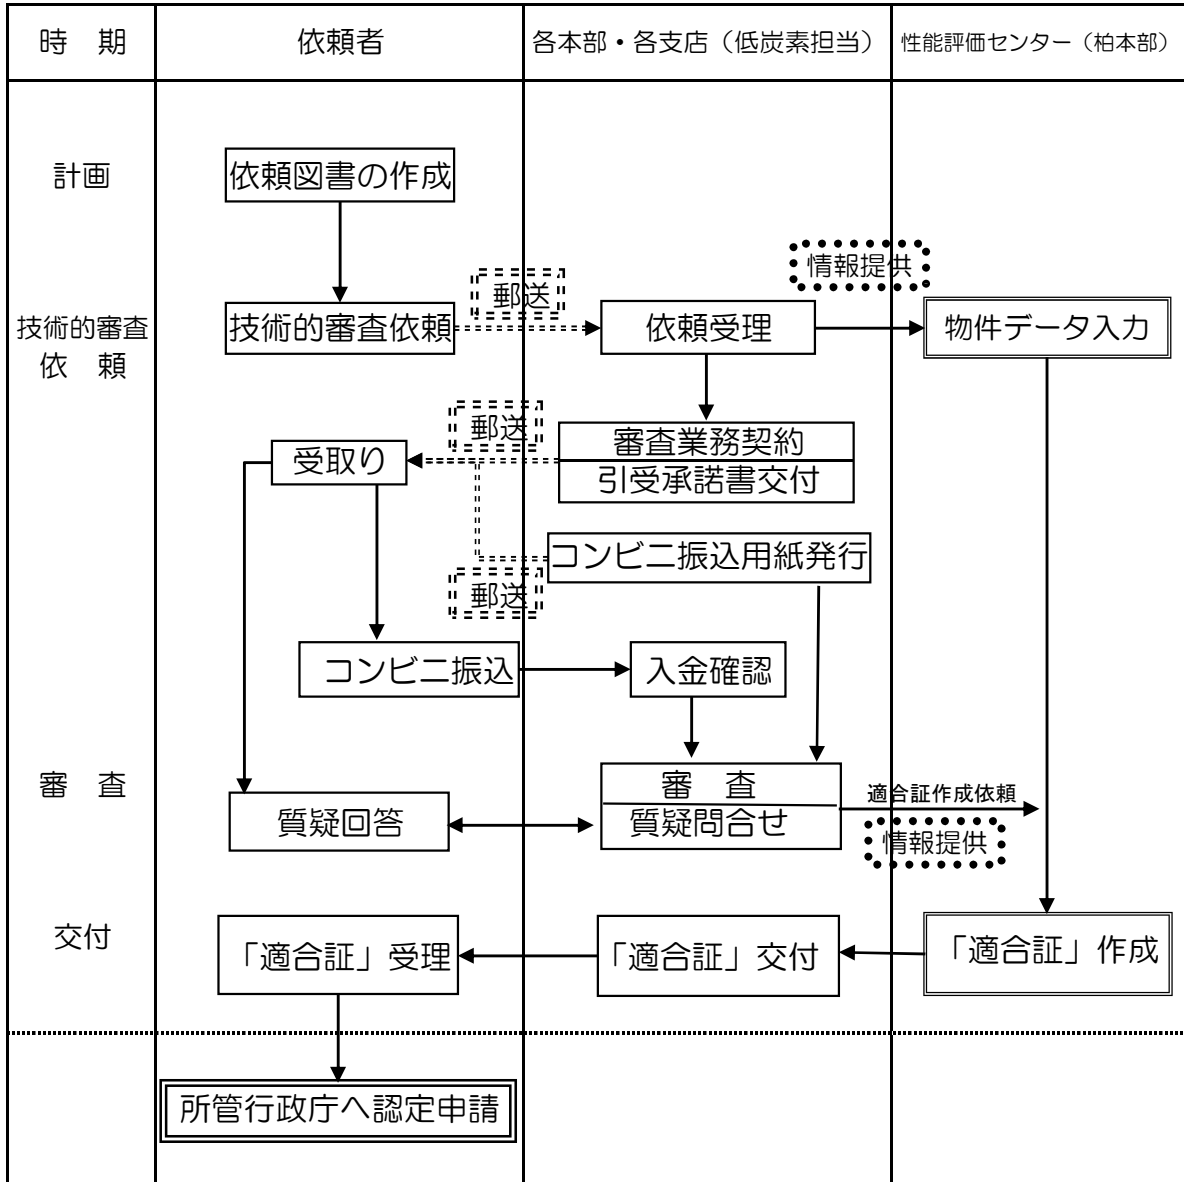 時　期
依頼者
各本部・各支店（低炭素担当）
性能評価センター（柏本部）
計画
依頼図書の作成
情報提供
郵送
技術的審査
依　頼
技術的審査依頼
依頼受理
物件データ入力
郵送
審査業務契約
引受承諾書交付
受取り
コンビニ振込用紙発行
郵送
コンビニ振込
入金確認
審　査
審　査
質疑問合せ
質疑回答
適合証作成依頼
情報提供
交付
「適合証」受理
「適合証」交付
「適合証」作成
所管行政庁へ認定申請